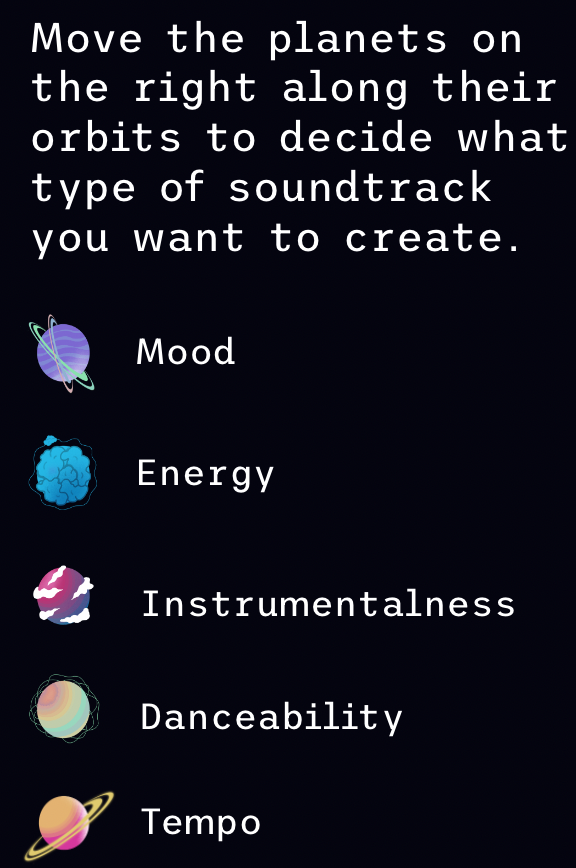 Move the planets on
the right along their
orbits to decide what
type of soundtrack
you want to create.
Mood
Energy
Instrumentalness
Danceability
Tempo